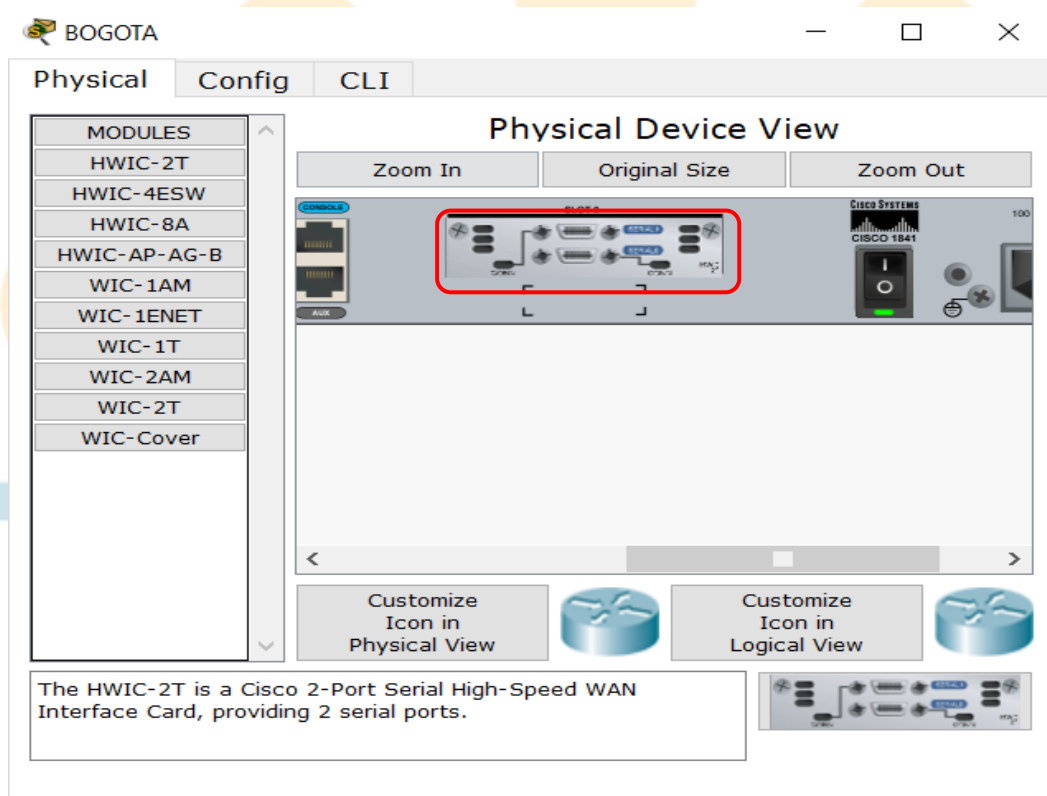 BOGOTA
Physical Config CLI
MODULES
HWIC-2T
HWIC-4ESW
HWIC-8A
HWIC-AP-AG-B
WIC-1AM
WIC-1ENET
WIC-1T
WIC-2AM
WIC-2T
WIC-Cover
Physical Device View
Zoom In Original Size Zoom Out
CONSOLE
AUX
SERIAL1
SERIAL0
CISCO SYSTEMS
CISCO 1841
100
Customize
Icon in
Physical View
Customize
Icon in
Logical View
The HWIC-2T is a Cisco 2-Port Serial High-Speed WAN
Interface Card, providing 2 serial ports.